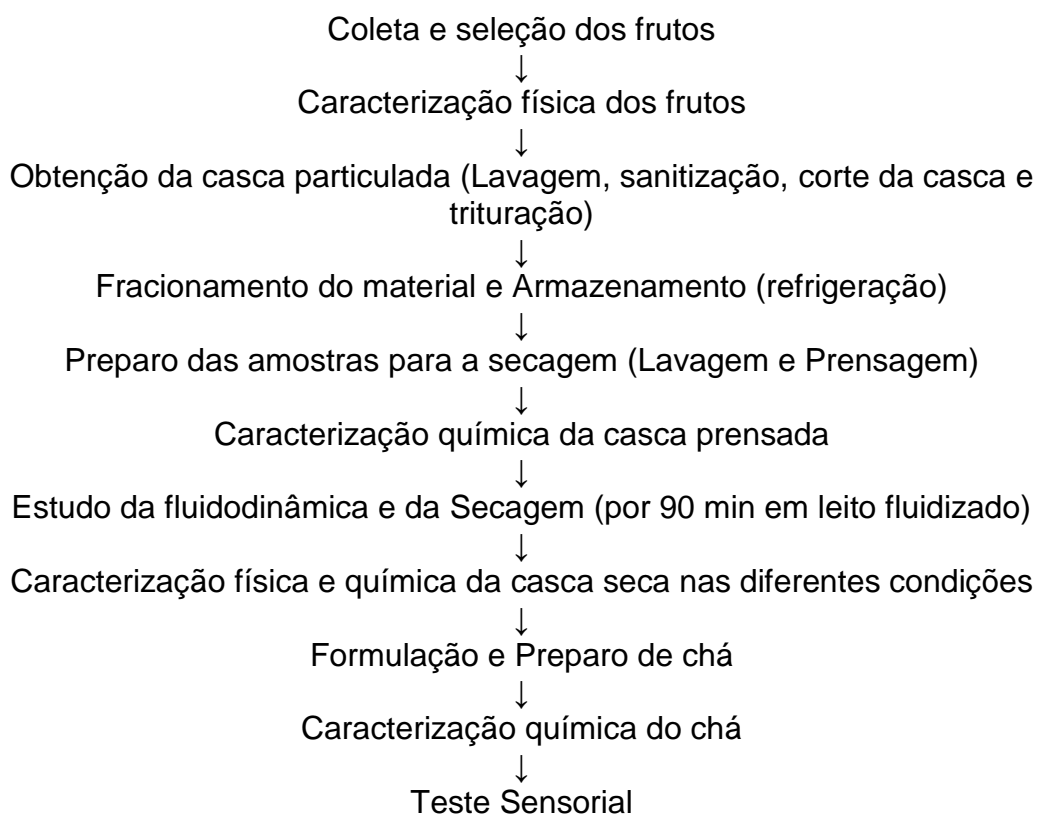 Coleta e seleção dos frutos
↓
Caracterização física dos frutos
↓
Obtenção da casca particulada (Lavagem, sanitização, corte da casca e
trituração)
↓
Fracionamento do material e Armazenamento (refrigeração)
↓
Preparo das amostras para a secagem (Lavagem e Prensagem)
↓
Caracterização química da casca prensada
↓
Estudo da fluidodinâmica e da Secagem (por 90 min em leito fluidizado)
↓
Caracterização física e química da casca seca nas diferentes condições
↓
Formulação e Preparo de chá
↓
Caracterização química do chá
↓
Teste Sensorial